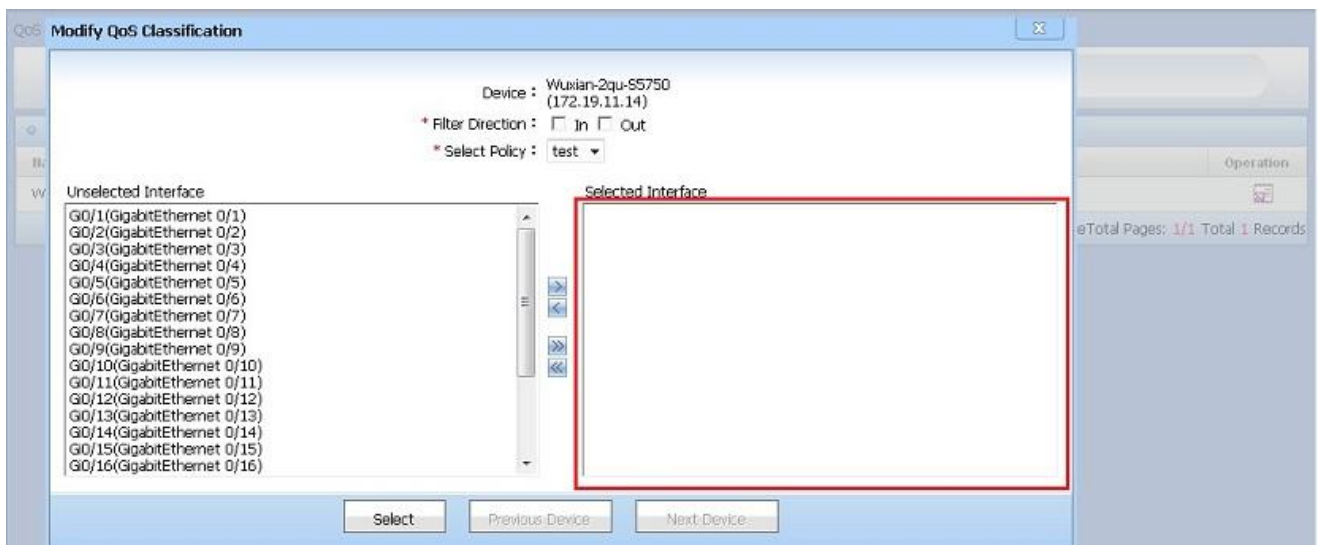 QoS
Modify QoS Classification
Device : Wuxian-2qu-S5750
(172.19.11.14)
* Filter Direction : In Out
* Select Policy : test
Operation
Unselected Interface
Selected Interface
Gi0/1(GigabitEthernet 0/1)
Gi0/2(GigabitEthernet 0/2)
Gi0/3(GigabitEthernet 0/3)
Gi0/4(GigabitEthernet 0/4)
Gi0/5(GigabitEthernet 0/5)
Gi0/6(GigabitEthernet 0/6)
Gi0/7(GigabitEthernet 0/7)
Gi0/8(GigabitEthernet 0/8)
Gi0/9(GigabitEthernet 0/9)
Gi0/10(GigabitEthernet 0/10)
Gi0/11(GigabitEthernet 0/11)
Gi0/12(GigabitEthernet 0/12)
Gi0/13(GigabitEthernet 0/13)
Gi0/14(GigabitEthernet 0/14)
Gi0/15(GigabitEthernet 0/15)
Gi0/16(GigabitEthernet 0/16)
eTotal Pages: 1/1 Total 1 Records
Select
Previous Device
Next Device